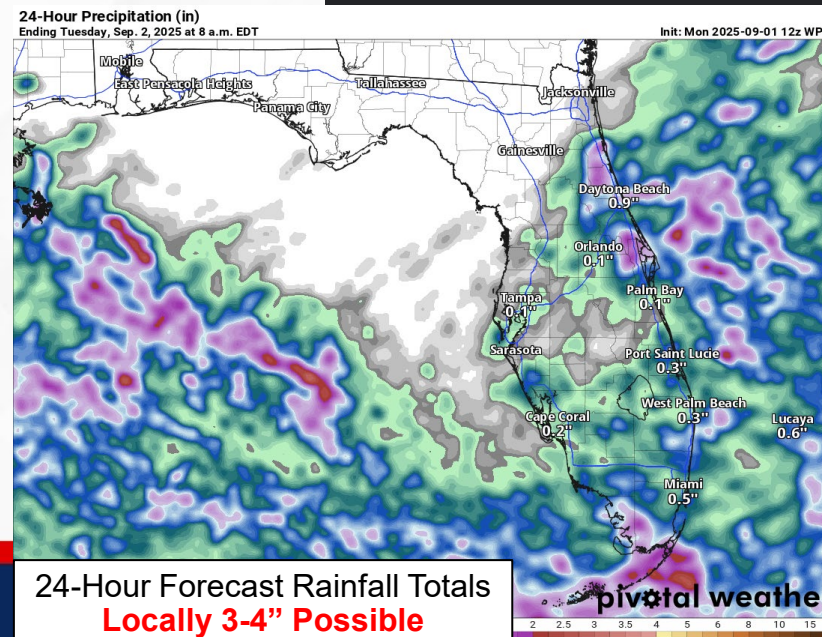 24-Hour Precipitation (in)
Ending Tuesday, Sep. 2, 2025 at 8 a.m. EDT
Init: Mon 2025-09-01 12z WP
Mobile
East Pensacola Heights
Tallahassee
Panama City
Jacksonville
Gainesville
Daytona Beach
0.9"
Orlando
0.1"
Tampa
0.1"
Palm Bay
0.1"
Sarasota
Port Saint Lucie
0.3"
Cape Coral
0.2"
West Palm Beach
0.3"
Lucaya
0.6"
Miami
0.5"
pivotal weathe
24-Hour Forecast Rainfall Totals
Locally 3-4” Possible
2 2.5 3 3.5 4 5 6 8 10 15